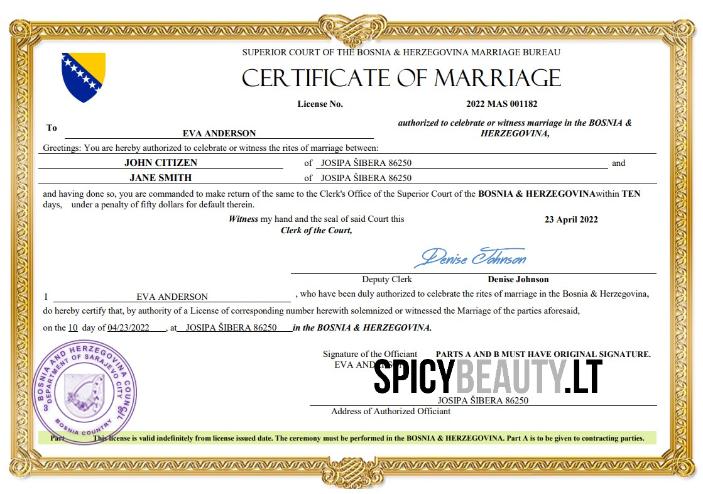 SUPERIOR COURT OF THE BOSNIA & HERZEGOVINA MARRIAGE BUREAU
CERTIFICATE OF MARRIAGE
License No. 2022 MAS 001182
To EVA ANDERSON authorized to celebrate or witness marriage in the BOSNIA &
HERZEGOVINA,
Greetings: You are hereby authorized to celebrate or witness the rites of marriage between:
JOHN CITIZEN of JOSIPA ŠIBERA 86250 and
JANE SMITH of JOSIPA ŠIBERA 86250
and having done so, you are commanded to make return of the same to the Clerk's Office of the Superior Court of the BOSNIA & HERZEGOVINAwithin TEN
days, under a penalty of fifty dollars for default therein.
Witness my hand and the seal of said Court this 23 April 2022
Clerk of the Court,
Denise Johnson
Deputy Clerk Denise Johnson
I EVA ANDERSON , who have been duly authorized to celebrate the rites of marriage in the Bosnia & Herzegovina,
do hereby certify that, by authority of a License of corresponding number herewith solemnized or witnessed the Marriage of the parties aforesaid,
on the 10 day of 04/23/2022 , at JOSIPA ŠIBERA 86250 in the BOSNIA & HERZEGOVINA.
BOSNIA AND HERZEGOVINA COUNCIL
DEPARTMENT OF SARAJEVO CITY
BOSNIA COUNTRY
Signature of the Officiant PARTS A AND B MUST HAVE ORIGINAL SIGNATURE.
EVA ANDERSON
SPICYBEAUTY.LT
JOSIPA ŠIBERA 86250
Address of Authorized Officiant
Part This license is valid indefinitely from license issued date. The ceremony must be performed in the BOSNIA & HERZEGOVINA. Part A is to be given to contracting parties.